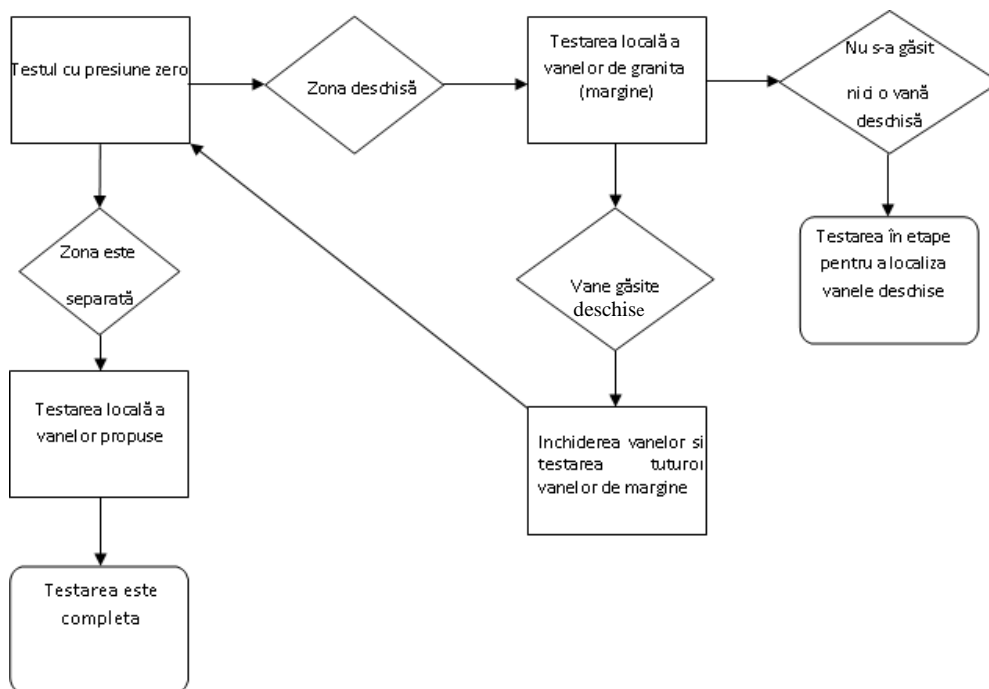 Testul cu presiune zero
Zona deschisă
Testarea locală a
vanelor de granita
(margine)
Nu s-a găsit
nici o vană
deschisă
Zona este
separată
Vane găsite
deschise
Testarea în etape
pentru a localiza
vanele deschise
Testarea locală a
vanelor propuse
Inchiderea vanelor si
testarea tuturor
vanelor de margine
Testarea este
completa